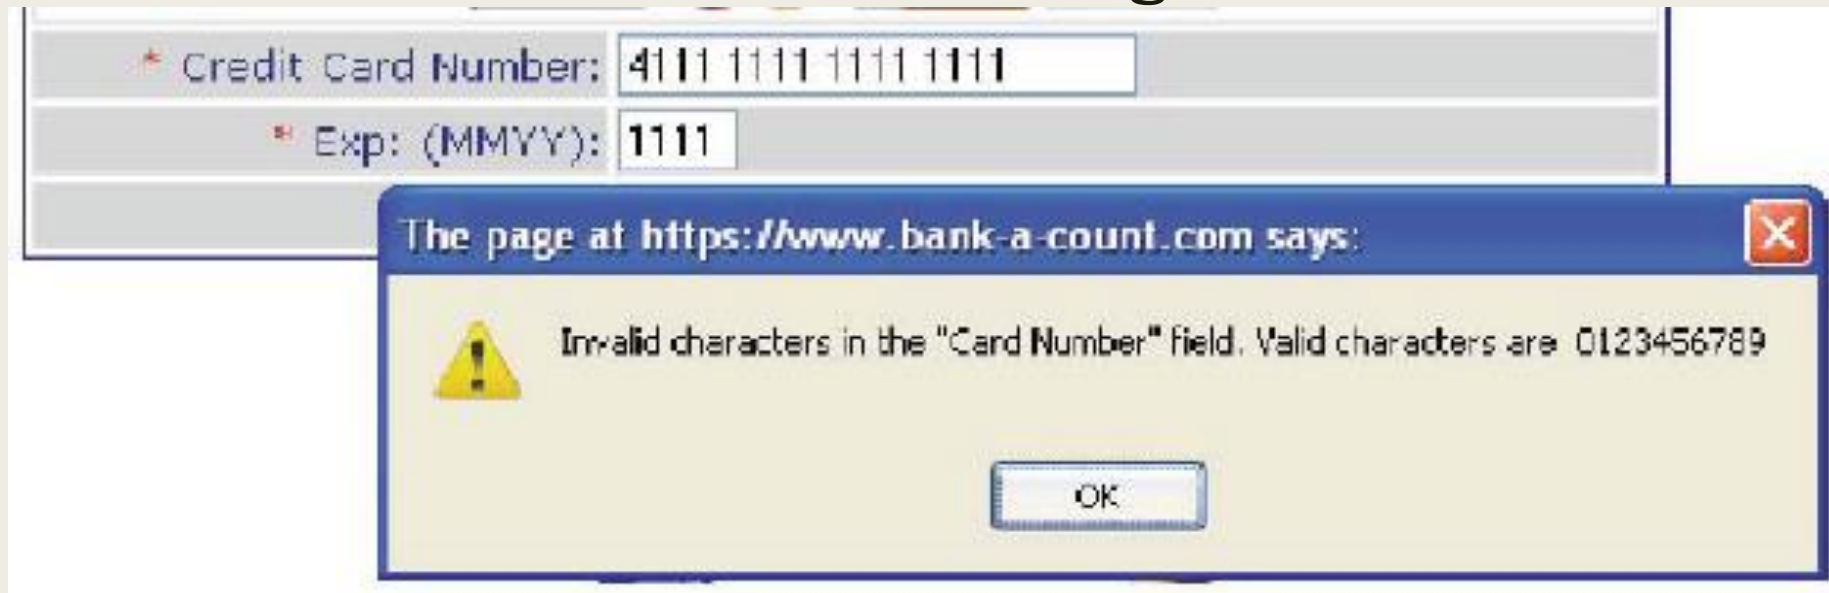 * Credit Card Number: 4111 1111 1111 1111
* Exp: (MMYY): 1111
The page at https://www.bank-a-count.com says:
Invalid characters in the "Card Number" field. Valid characters are 0123456789
OK